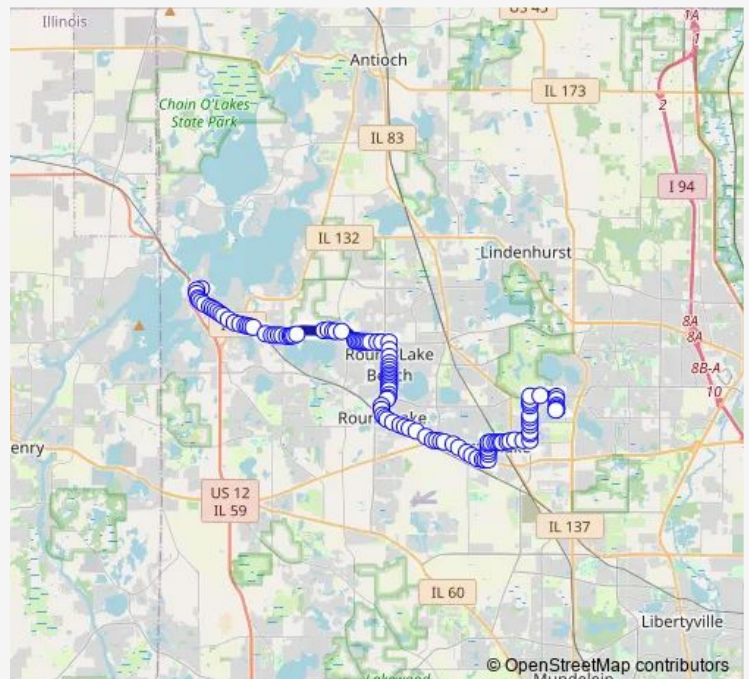 US 45
1A
Illinois
1
Antioch
IL 173
2
Chain O'Lakes
State Park
IL 83
I 94
IL 132
Lindenhurst
8A
8A
Round Lake
Beach
8B-A
10
enry
US 12
IL 59
IL 137
IL 60
Libertyville
© OpenStreetMap contributors
Mundelein